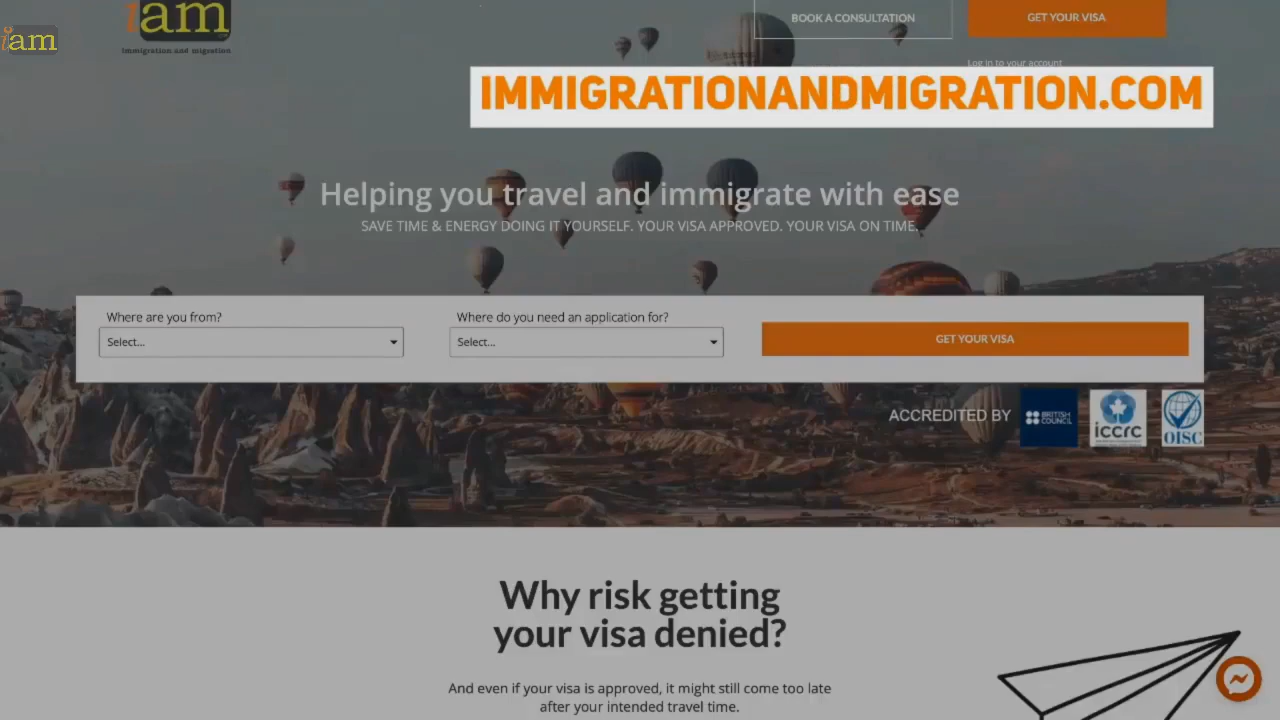 iam
iam
Immigration and migration
BOOK A CONSULTATION
GET YOUR VISA
Log in to your account
IMMIGRATIONANDMIGRATION.COM
Helping you travel and immigrate with ease
SAVE TIME & ENERGY DOING IT YOURSELF. YOUR VISA APPROVED. YOUR VISA ON TIME.
Where are you from?
Where do you need an application for?
Select...
Select...
GET YOUR VISA
ACCREDITED BY
BRITISH
COUNCIL
iccrc
OISC
Why risk getting
your visa denied?
And even if your visa is approved, it might still come too late
after your intended travel time.